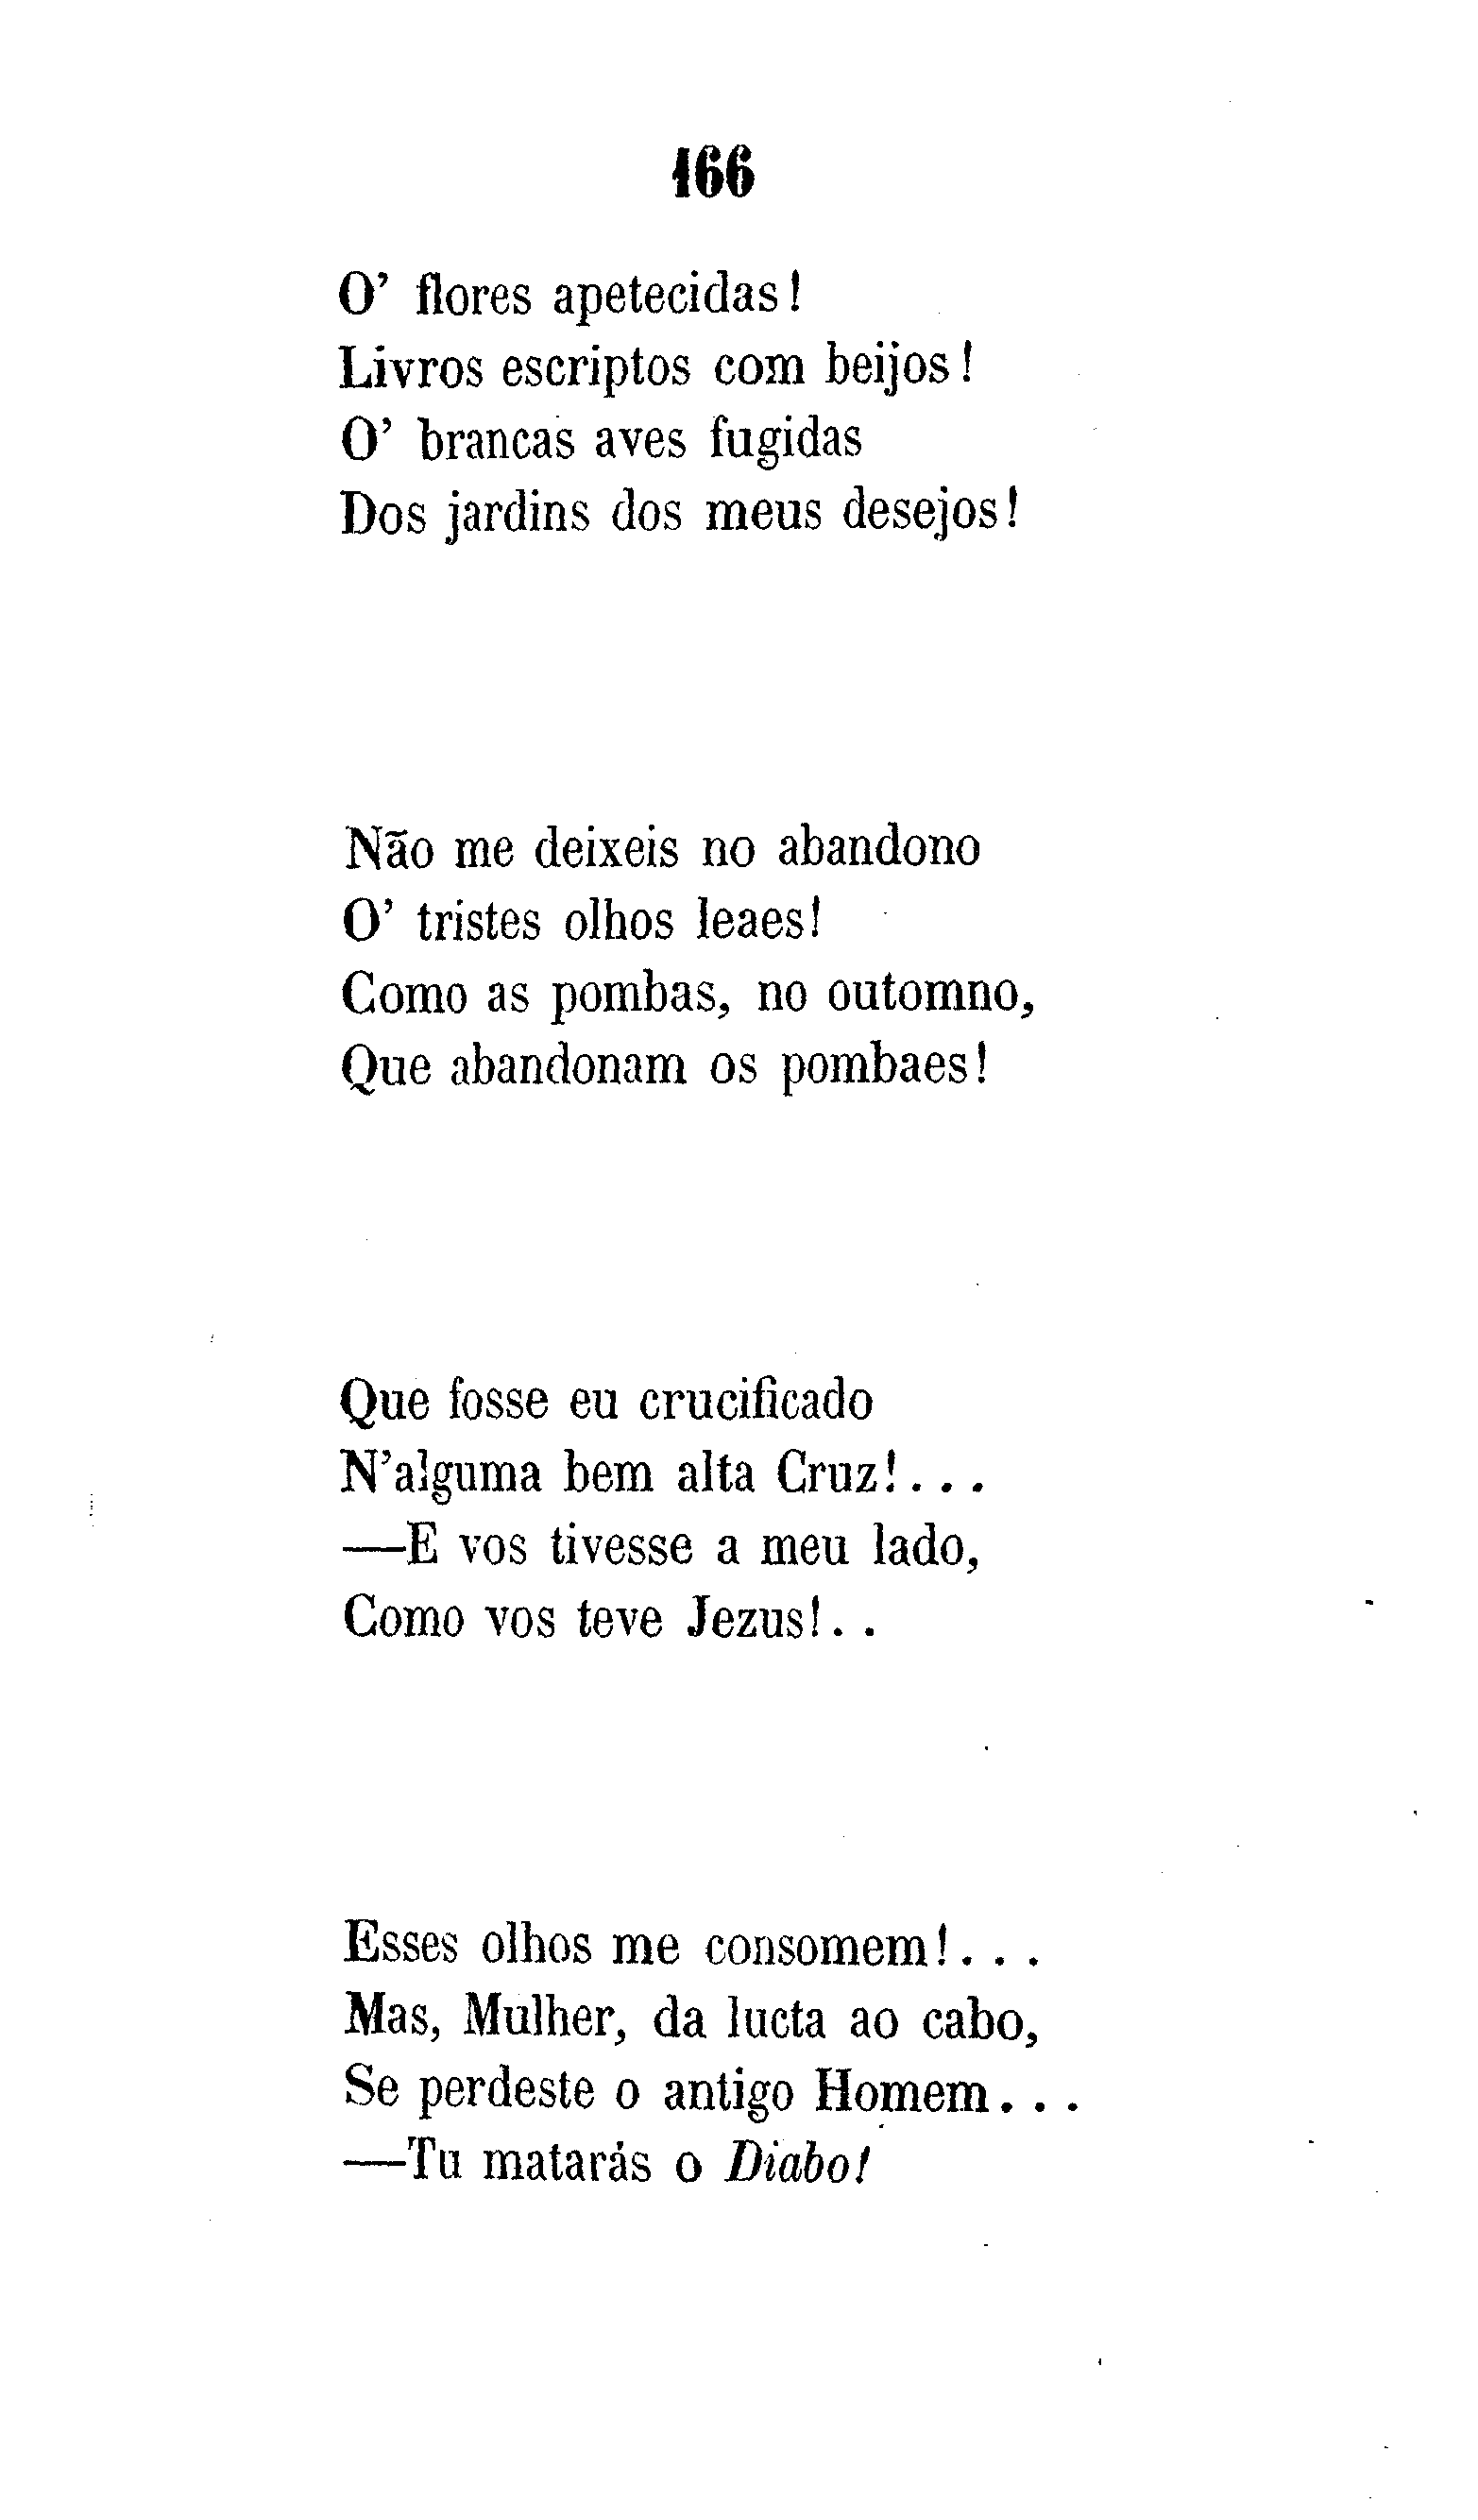 166
O' flores apetecidas!
Livros escriptos com beijos!
O' brancas aves fugidas
Dos jardins dos meus desejos!
Não me deixeis no abandono
O' tristes olhos leaes!
Como as pombas, no outomno,
Que abandonam os pombaes!
Que fosse eu crucificado
N'alguma bem alta Cruz!...
—E vos tivesse a meu lado,
Como vos teve Jezus!..
Esses olhos me consomem!...
Mas, Mulher, da lucta ao cabo,
Se perdeste o antigo Homem...
—Tu matarás o Diabo!